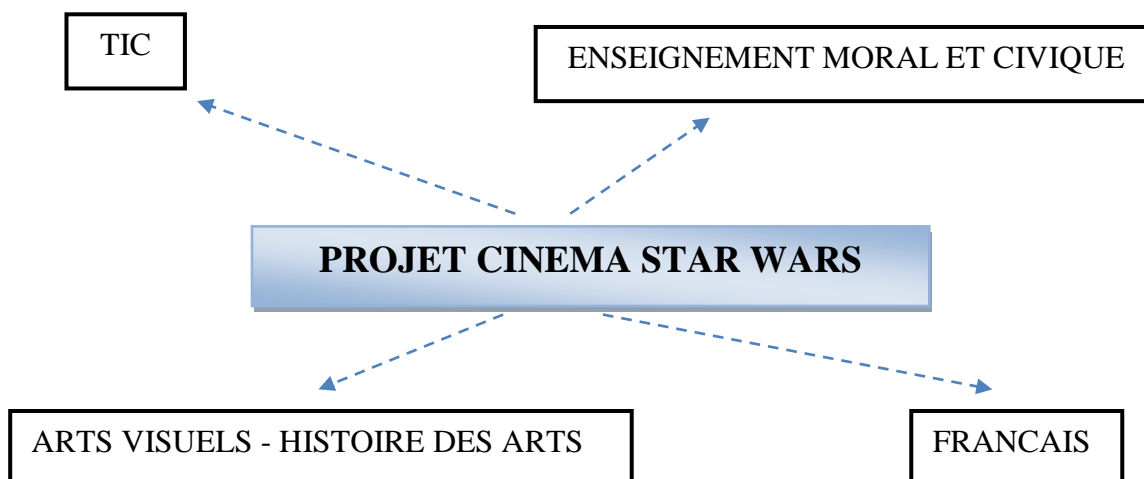 TIC
ENSEIGNEMENT MORAL ET CIVIQUE
PROJET CINEMA STAR WARS
ARTS VISUELS - HISTOIRE DES ARTS
FRANCAIS